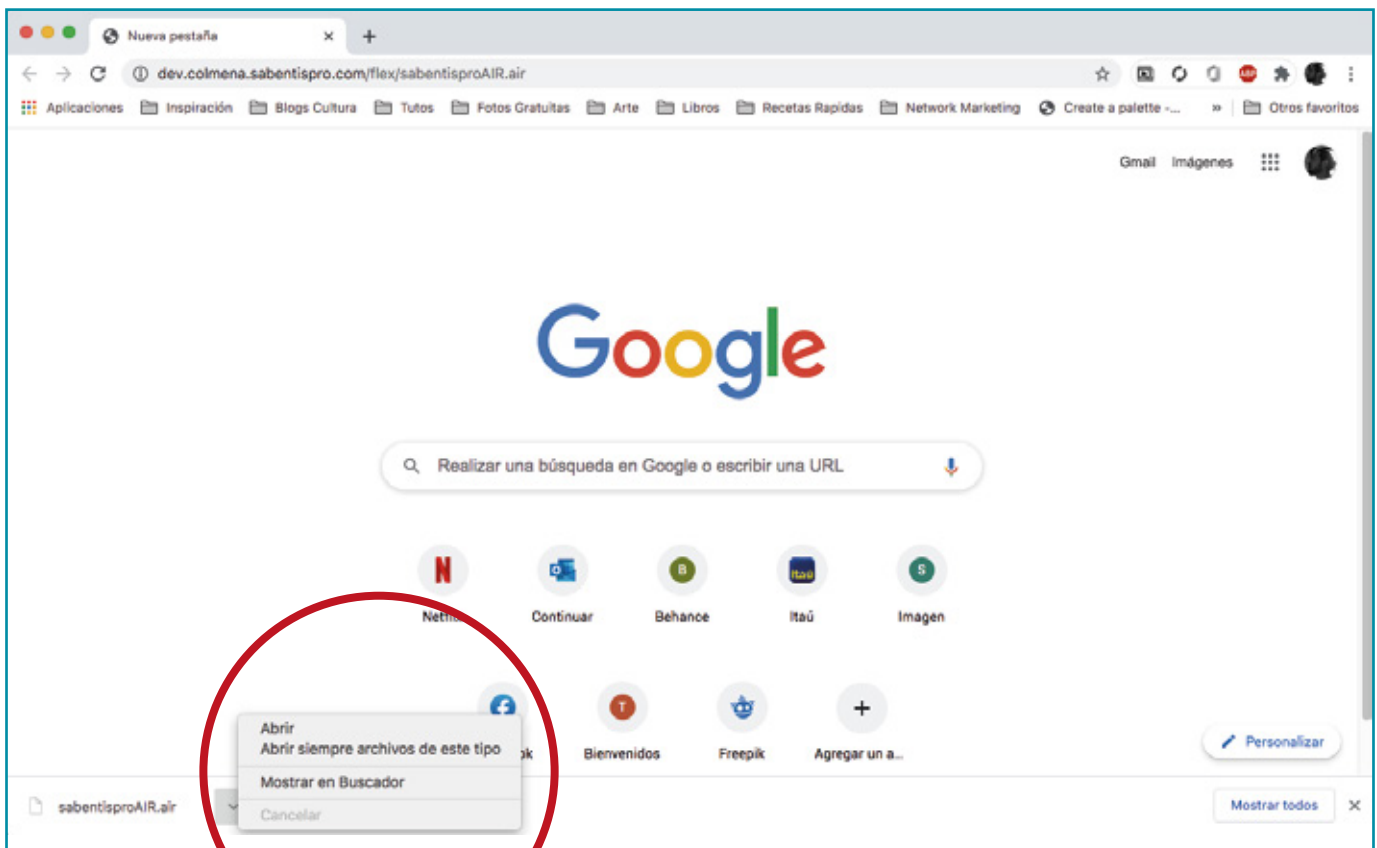 Nueva pestaña
dev.colmena.sabentispro.com/flex/sabentisproAIR.air
ABP
Aplicaciones Inspiración Blogs Cultura Tutos Fotos Gratuitas Arte Libros Recetas Rapidas Network Marketing Create a palette -... » Otros favoritos
Gmail Imágenes
Google
Realizar una búsqueda en Google o escribir una URL
N B Itaú S
Continuar Behance Itaú Imagen
T
Bienvenidos Freepik Agregar un a...
Personalizar
Abrir
Abrir siempre archivos de este tipo
Mostrar en Buscador
Cancelar
sabentisproAIR.air
Mostrar todos